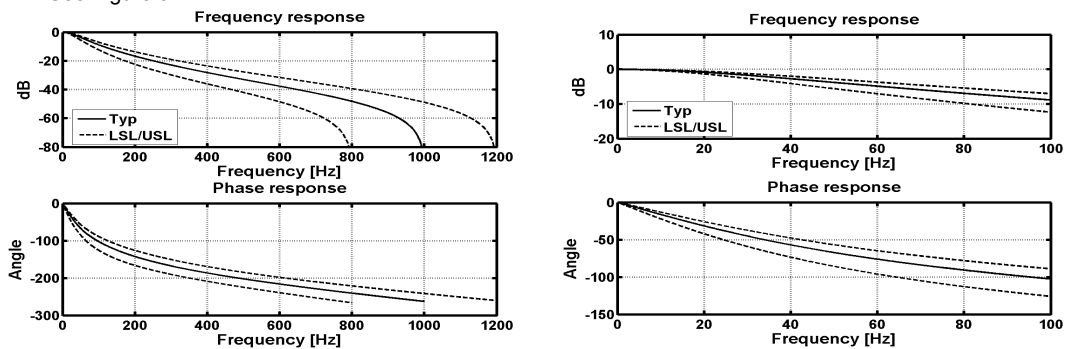 Frequency response
0
-20
-40
-60
-80
dB
Typ
LSL/USL
0 200 400 600 800 1000 1200
Frequency [Hz]
Phase response
0
-100
-200
-300
Angle
0 200 400 600 800 1000 1200
Frequency [Hz]
Frequency response
10
0
-10
-20
dB
Typ
LSL/USL
0 20 40 60 80 100
Frequency [Hz]
Phase response
0
-50
-100
-150
Angle
0 20 40 60 80 100
Frequency [Hz]